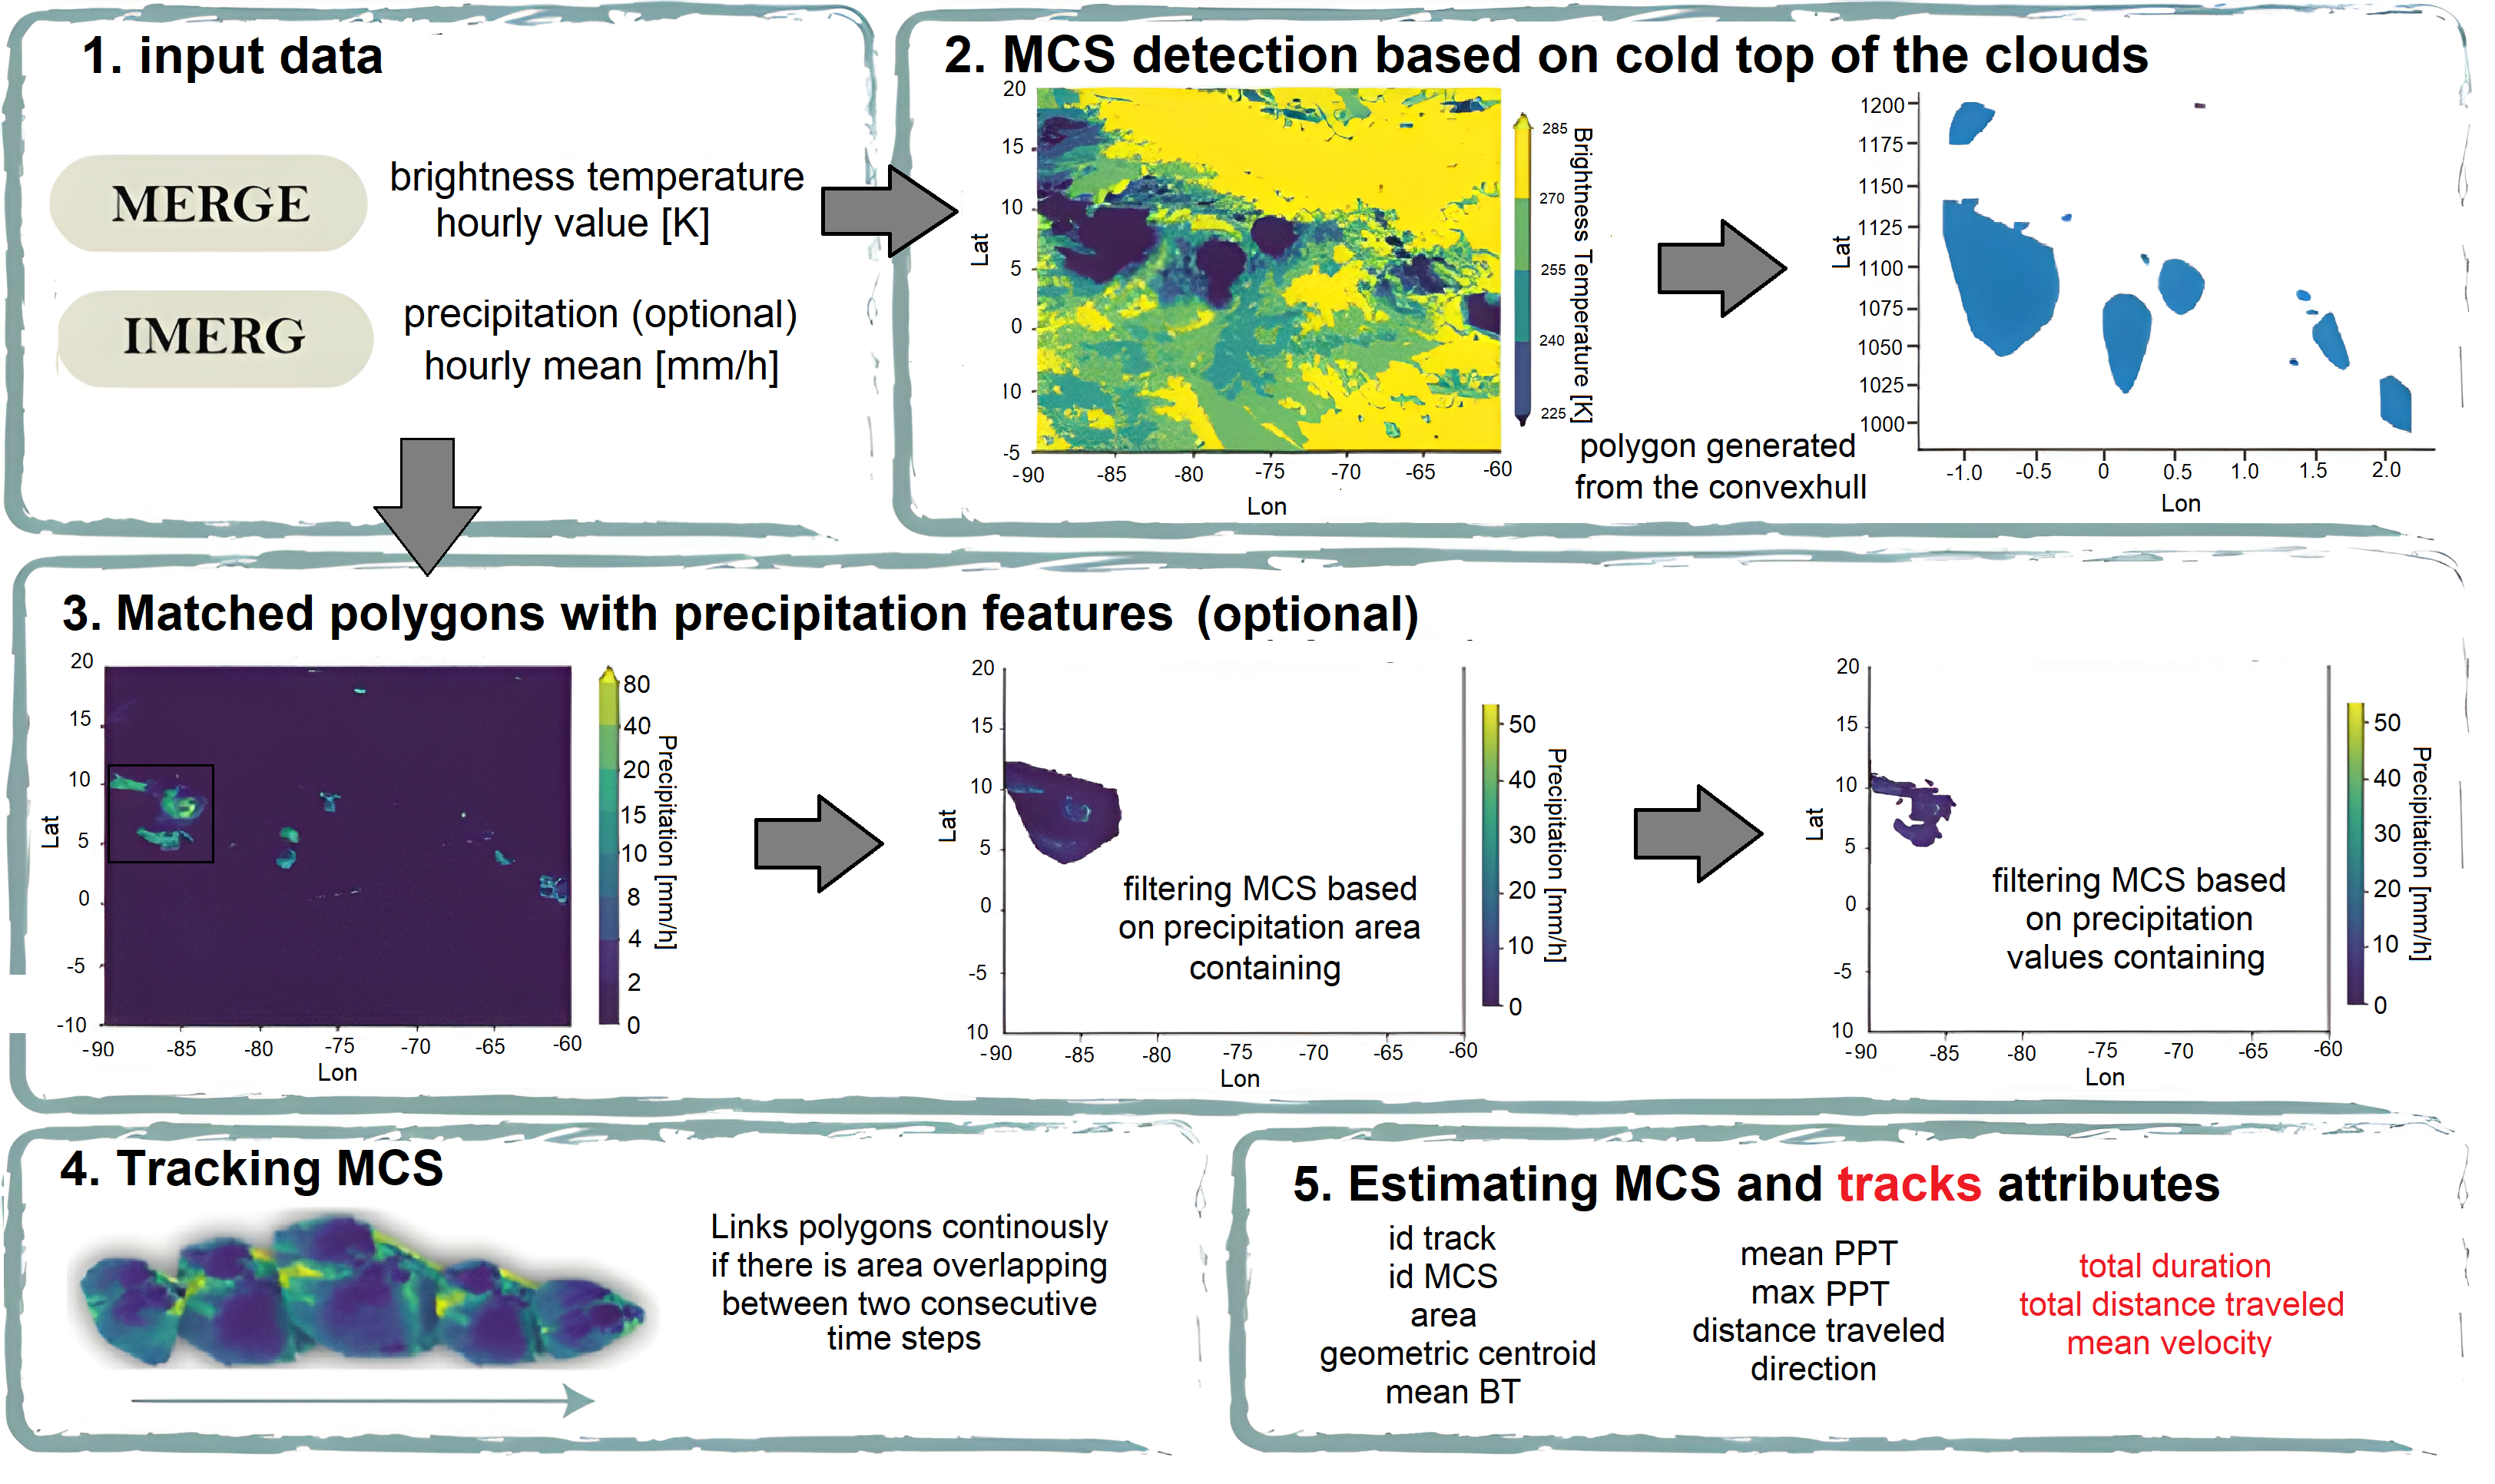 1. input data
MERGE
brightness temperature
hourly value [K]
IMERG
precipitation (optional)
hourly mean [mm/h]
2. MCS detection based on cold top of the clouds
20
15
10
5
0
10
-5
Lat
-90
-85
-80
-75
-70
-65
-60
Lon
285
270
255
240
225
Brightness Temperature [K]
polygon generated
from the convexhull
1200
1175
1150
1125
1100
1075
1050
1025
1000
Lat
-1.0
-0.5
0
0.5
1.0
1.5
2.0
Lon
3. Matched polygons with precipitation features (optional)
20
15
10
5
0
-5
-10
Lat
-90
-85
-80
-75
-70
-65
-60
Lon
80
40
20
15
10
8
4
2
0
Precipitation [mm/h]
20
15
10
5
0
-5
10
Lat
-90
-85
-80
-75
-70
-65
-60
Lon
filtering MCS based
on precipitation area
containing
50
40
30
20
10
0
Precipitation [mm/h]
20
15
10
5
0
-5
10
Lat
-90
-85
-80
-75
-70
-65
-60
Lon
filtering MCS based
on precipitation
values containing
50
40
30
20
10
0
Precipitation [mm/h]
4. Tracking MCS
Links polygons continously
if there is area overlapping
between two consecutive
time steps
5. Estimating MCS and tracks attributes
id track
id MCS
area
geometric centroid
mean BT
mean PPT
max PPT
distance traveled
direction
total duration
total distance traveled
mean velocity